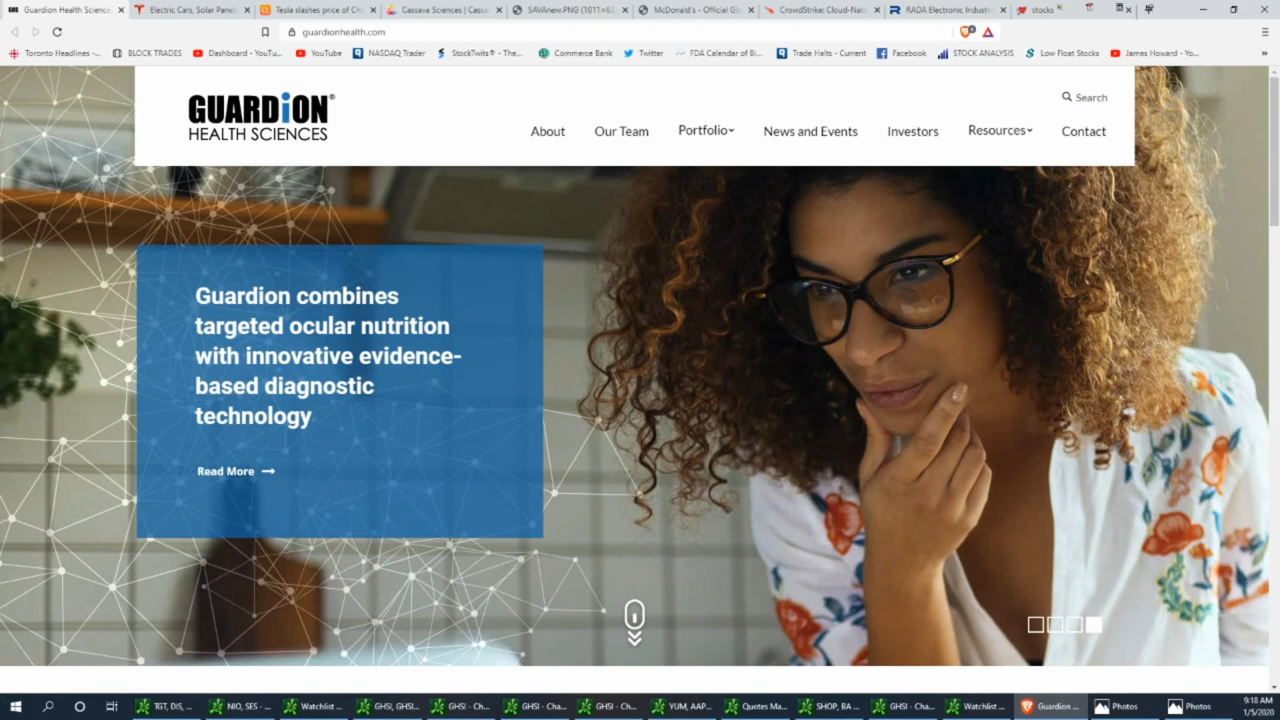 Guardion Health Science
Electric Cars, Solar Panel
Tesla slashes price of Chi
Cassava Sciences | Cassa
SAVAnew.PNG (1011×6
McDonald's - Official Gl
CrowdStrike: Cloud-Nat
RADA Electronic Industri
stocks
guardionhealth.com
Toronto Headlines -...
BLOCK TRADES
Dashboard - YouTu...
YouTube
NASDAQ Trader
StockTwits® - The...
Commerce Bank
Twitter
FDA Calendar of Bi...
Trade Halts - Current
Facebook
STOCK ANALYSIS
Low Float Stocks
James Howard - Yo...
GUARDiON®
HEALTH SCIENCES
Search
About
Our Team
Portfolio
News and Events
Investors
Resources
Contact
Guardion combines
targeted ocular nutrition
with innovative evidence-
based diagnostic
technology
Read More
TGT, DIS, ...
NIO, SES - ...
Watchlist ...
GHSI, GHSI...
GHSI - Ch...
GHSI - Cha...
GHSI - Ch...
YUM, AAP...
Quotes Ma...
SHOP, BA ...
GHSI - Cha...
Watchlist ...
Guardion ...
Photos
Photos
9:18 AM
1/5/2020